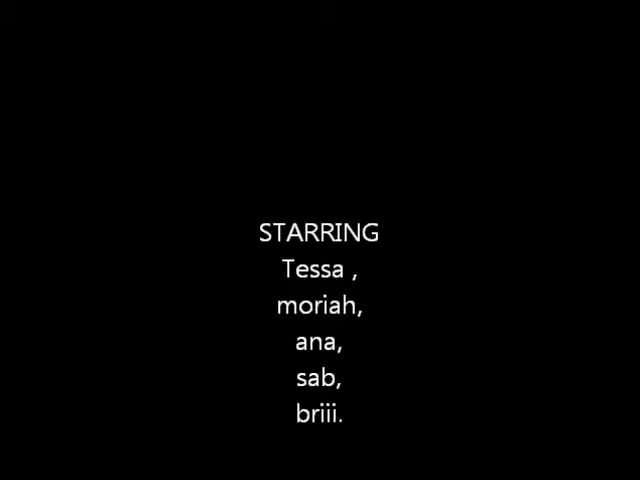 STARRING
Tessa ,
moriah,
ana,
sab,
briii.